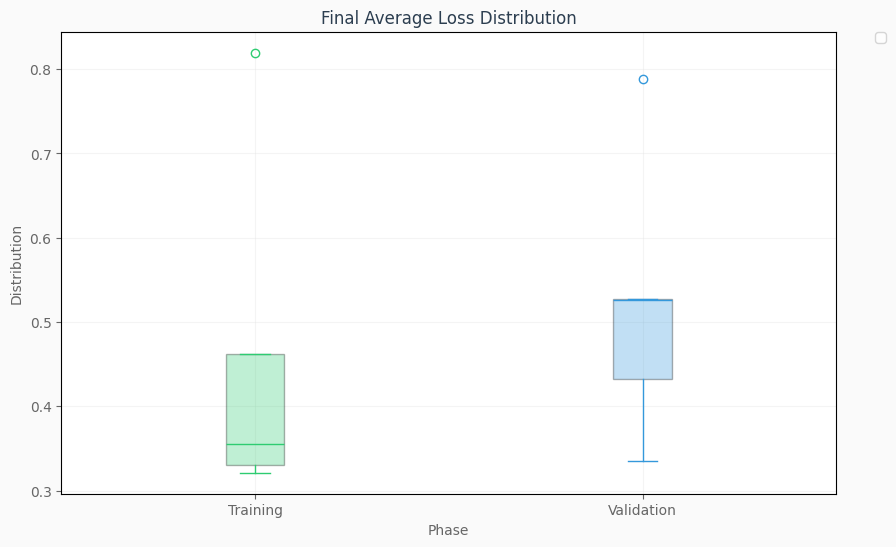 Final Average Loss Distribution
0.8
0.7
0.6
0.5
0.4
0.3
Distribution
Training
Validation
Phase